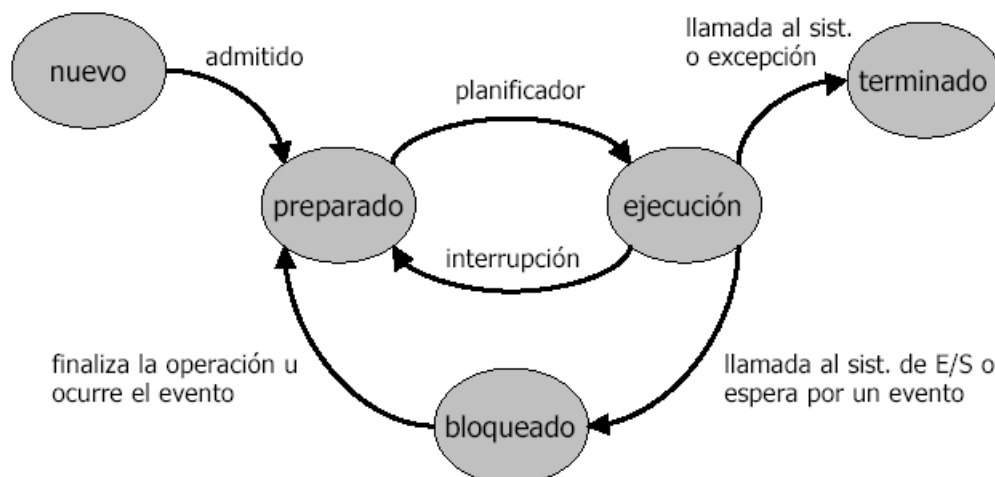 nuevo
admitido
planificador
llamada al sist.
o excepción
terminado
preparado
ejecución
interrupción
finaliza la operación u
ocurre el evento
bloqueado
llamada al sist. de E/S o
espera por un evento